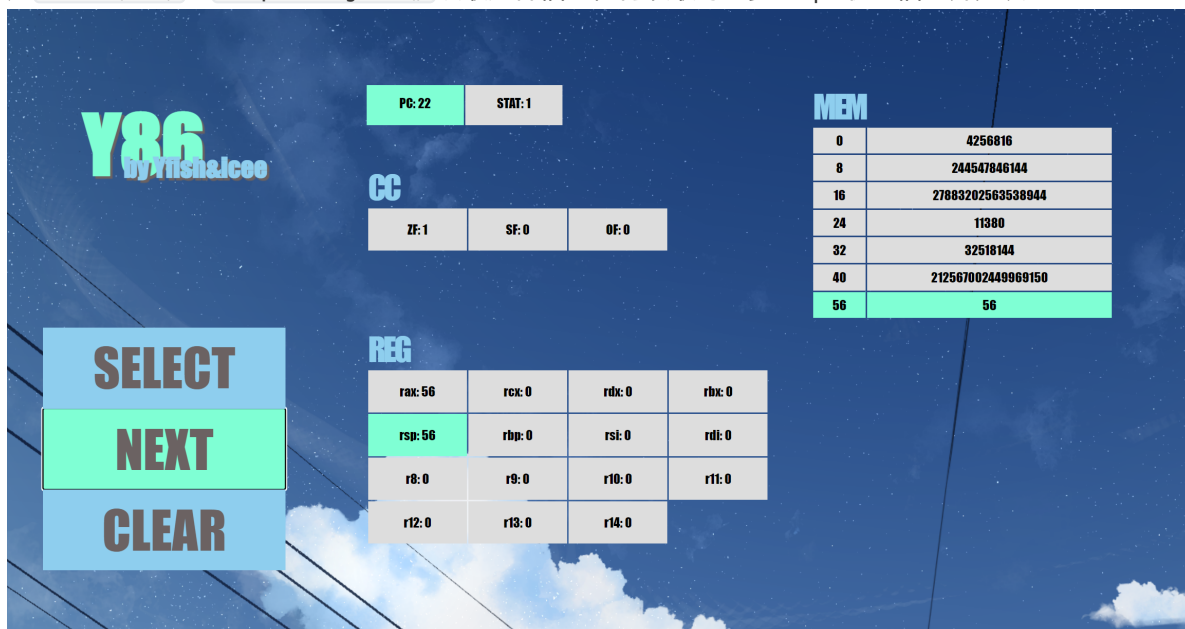 Y86
by Yfish&Icee
SELECT
NEXT
CLEAR
PC: 22
STAT: 1
CC
ZF: 1
SF: 0
OF: 0
REG
rax: 56
rcx: 0
rdx: 0
rbx: 0
rsp: 56
rbp: 0
rsi: 0
rdi: 0
r8: 0
r9: 0
r10: 0
r11: 0
r12: 0
r13: 0
r14: 0
MEM
0 4256816
8 244547846144
16 27883202563538944
24 11380
32 32518144
40 212567002449969150
56 56